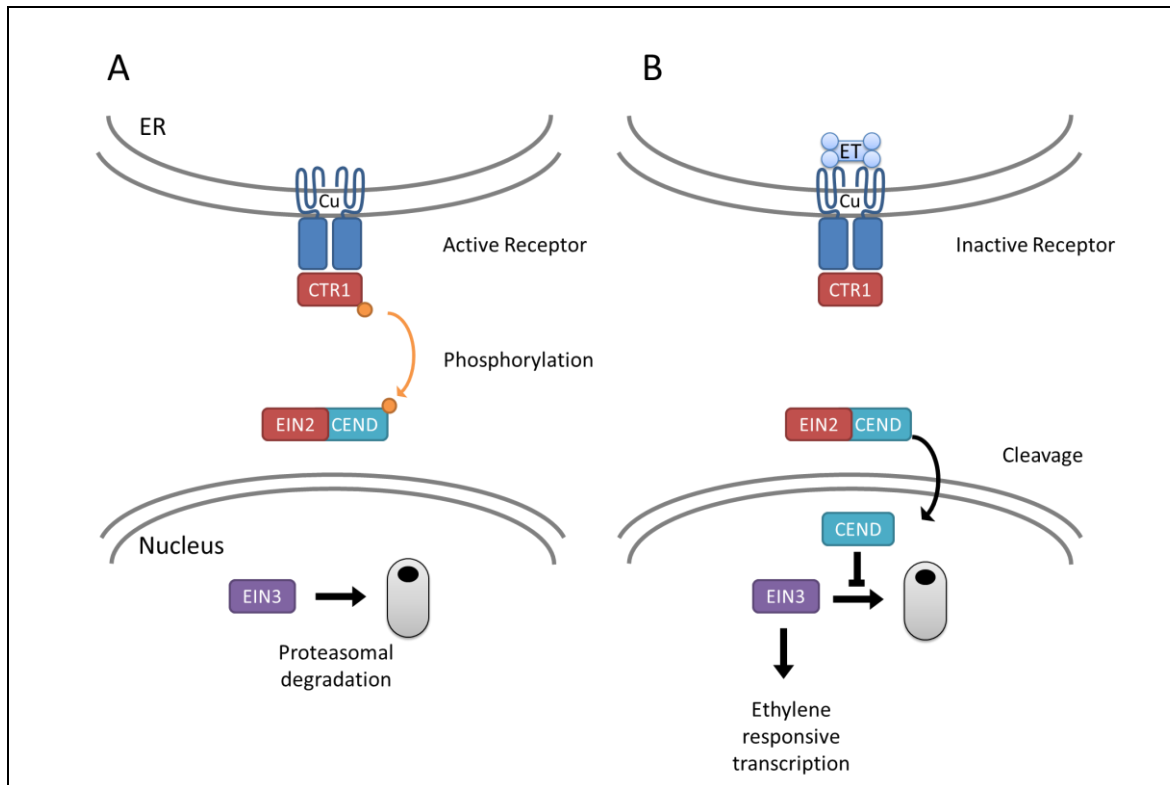 A
ER
Cu
Active Receptor
CTR1
Phosphorylation
EIN2 CEND
Nucleus
EIN3
Proteasomal
degradation
B
ET
Cu
Inactive Receptor
CTR1
EIN2 CEND
Cleavage
CEND
EIN3
Ethylene
responsive
transcription